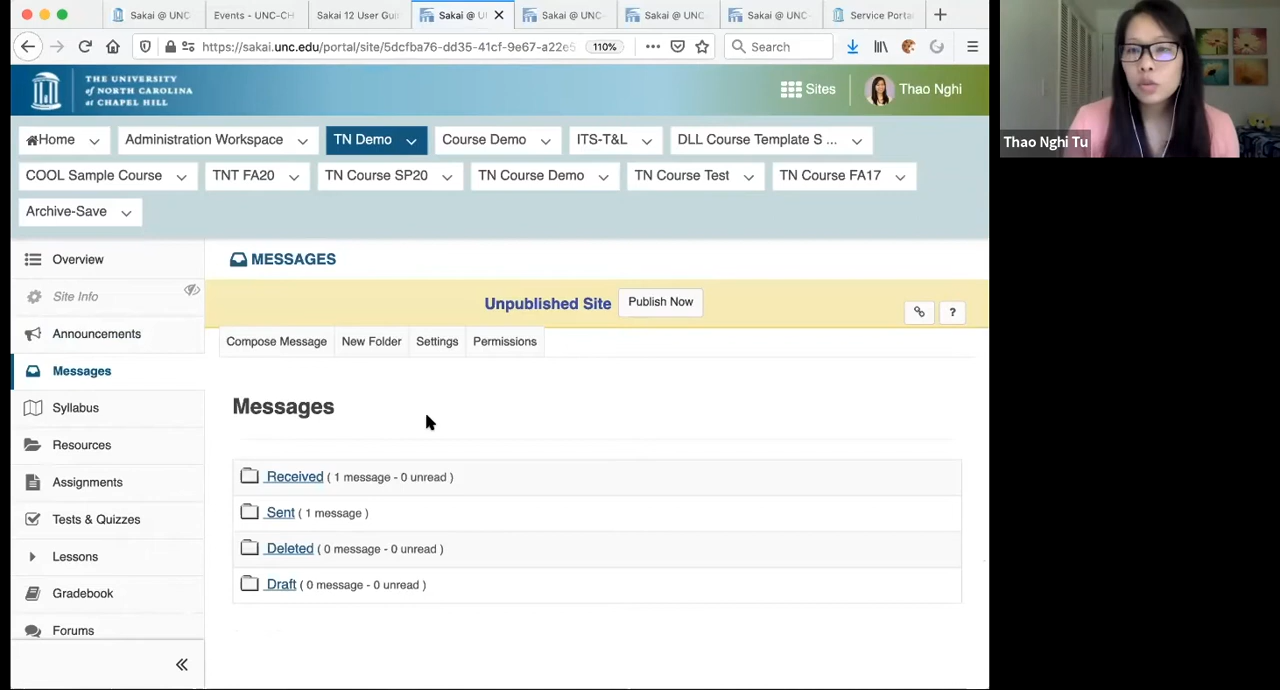 Sakai @ UNC
Events - UNC-CH
Sakai 12 User Gui
Sakai @ U
Sakai @ UNC
Sakai @ UNC
Sakai @ UNC
Service Porta
https://sakai.unc.edu/portal/site/5dcfba76-dd35-41cf-9e67-a22e5
110%
Search
THE UNIVERSITY
of NORTH CAROLINA
at CHAPEL HILL
Sites
Thao Nghi
Thao Nghi Tu
Home
Administration Workspace
TN Demo
Course Demo
ITS-T&L
DLL Course Template S ...
COOL Sample Course
TNT FA20
TN Course SP20
TN Course Demo
TN Course Test
TN Course FA17
Archive-Save
Overview
Site Info
Announcements
Messages
Syllabus
Resources
Assignments
Tests & Quizzes
Lessons
Gradebook
Forums
MESSAGES
Unpublished Site
Publish Now
?
Compose Message
New Folder
Settings
Permissions
Messages
Received ( 1 message - 0 unread )
Sent ( 1 message )
Deleted ( 0 message - 0 unread )
Draft ( 0 message - 0 unread )